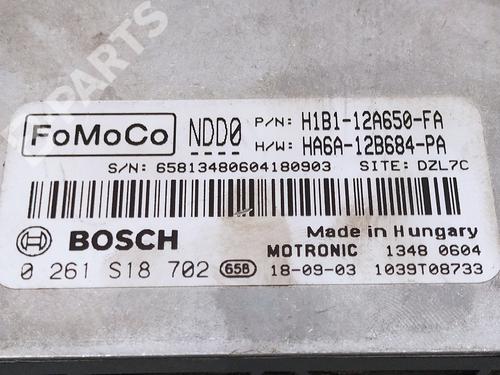 B PARTS
FoMoCo NDD0 P/N: H1B1-12A650-FA
H/W: HA6A-12B684-PA
S/N: 65813480604180903 SITE: DZL7C
BOSCH Made in Hungary
MOTRONIC 1348 0604
0 261 S18 702 658 18-09-03 1039T08733